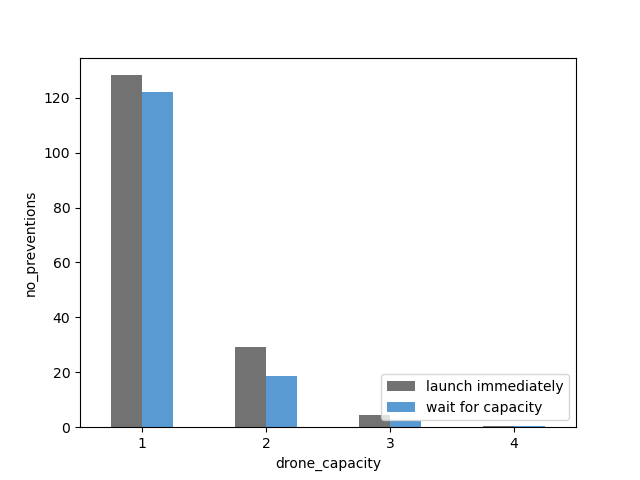 120
100
80
60
40
20
0
no_preventions
launch immediately
wait for capacity
1 2 3 4
drone_capacity